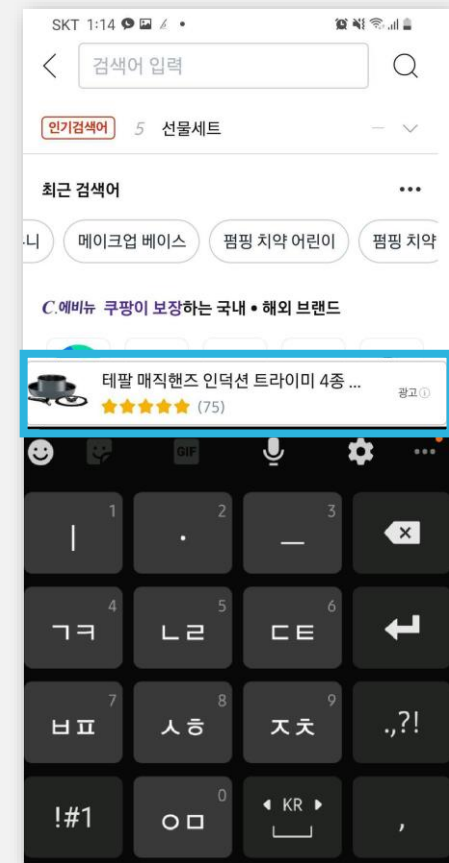 SKT 1:14
검색어 입력
인기검색어 5 선물세트
최근 검색어
니 메이크업 베이스 펌핑 치약 어린이 펌핑 치약
C.에비뉴 쿠팡이 보장하는 국내 • 해외 브랜드
테팔 매직핸즈 인덕션 트라이미 4종 ...
(75)
광고
GIF
ㅣ 1 · 2 ㅡ 3
ㄱㅋ 4 ㄴㄹ 5 ㄷㅌ 6
ㅂㅍ 7 ㅅㅎ 8 ㅈㅊ 9 .,?!
!#1 ㅇㅁ 0 KR ,